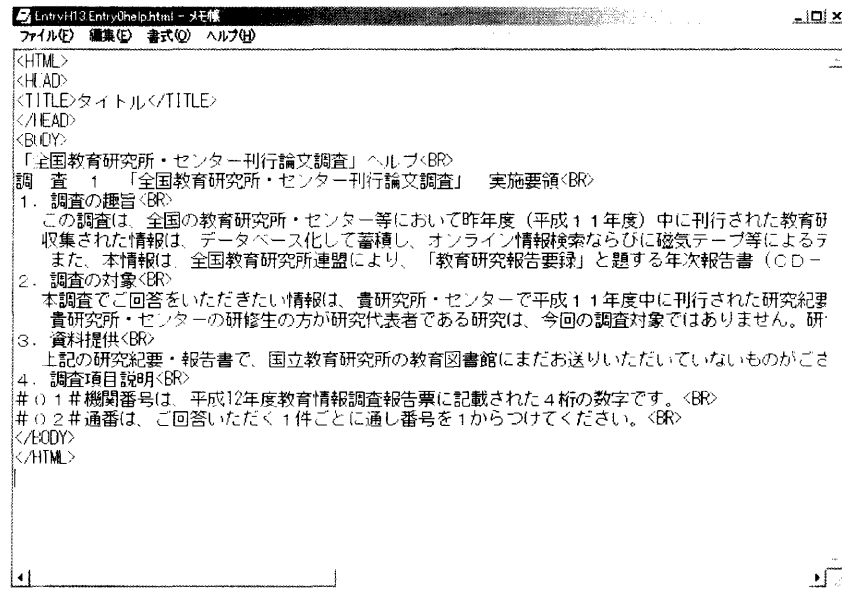 EntryH13 Entry0help.html - メモ帳
ファイル(F) 編集(E) 書式(O) ヘルプ(H)
<HTML>
<HEAD>
<TITLE>タイトル</TITLE>
</HEAD>
<BODY>
「全国教育研究所・センター刊行論文調査」ヘルプ<BR>
調 査 1 「全国教育研究所・センター刊行論文調査」 実施要領<BR>
1. 調査の趣旨<BR>
この調査は、全国の教育研究所・センター等において昨年度(平成11年度)中に刊行された教育研
収集された情報は、データベース化して蓄積し、オンライン情報検索ならびに磁気テープ等によるデ
また、本情報は、全国教育研究所連盟により、「教育研究報告要録」と題する年次報告書(CD-
2. 調査の対象<BR>
本調査でご回答をいただきたい情報は、貴研究所・センターで平成11年度中に刊行された研究紀要
貴研究所・センターの研修生の方が研究代表者である研究は、今回の調査対象ではありません。研
3. 資料提供<BR>
上記の研究紀要・報告書で、国立教育研究所の教育図書館にまだお送りいただいていないものがござ
4. 調査項目説明<BR>
#01#機関番号は、平成12年度教育情報調査報告票に記載された4桁の数字です。<BR>
#02#通番は、ご回答いただく1件ごとに通し番号を1からつけてください。<BR>
</BODY>
</HTML>